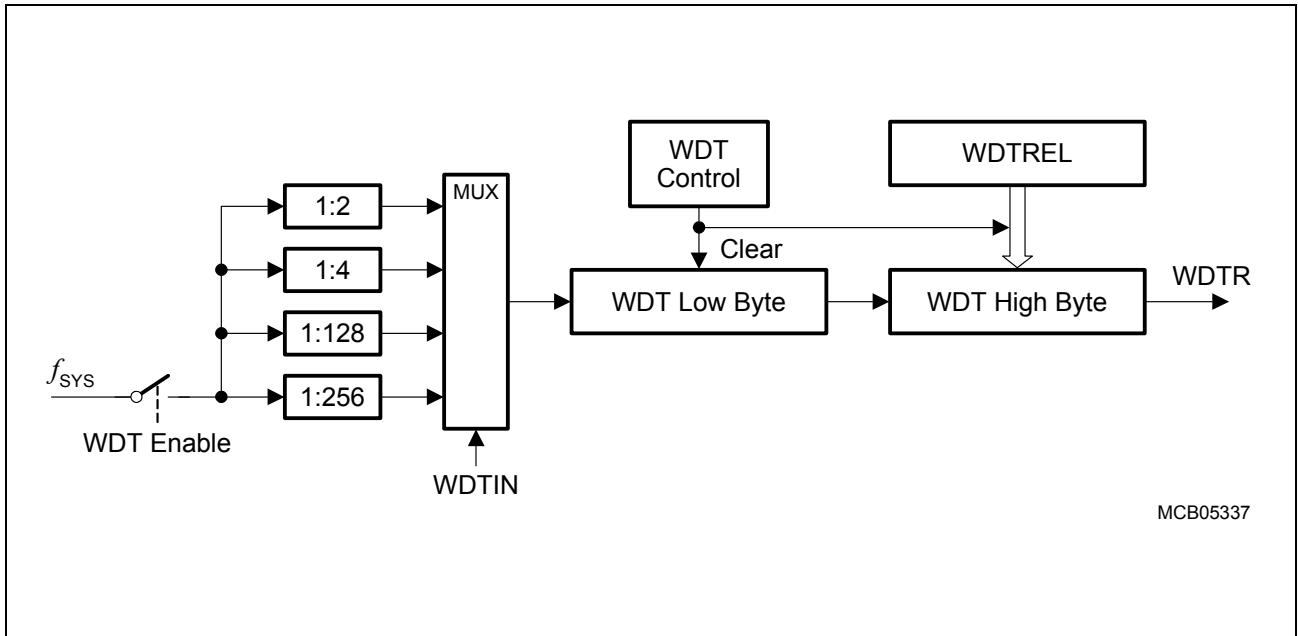 WDT
Control
WDTREL
MUX
1:2
1:4
1:128
1:256
Clear
WDT Low Byte
WDT High Byte
WDTR
fSYS
WDT Enable
WDTIN
MCB05337